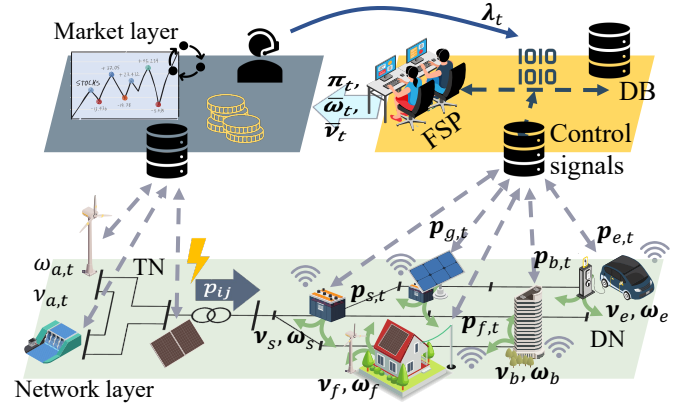 Market layer
λ_t
STOCKS
1010
1010
DB
π_t,
ω_t,
ν̅_t
FSP
Control
signals
TN
ω_{a,t}
ν_{a,t}
p_{ij}
p_{g,t}
p_{s,t}
p_{f,t}
p_{b,t}
p_{e,t}
ν_s, ω_s
ν_f, ω_f
ν_b, ω_b
ν_e, ω_e
DN
Network layer